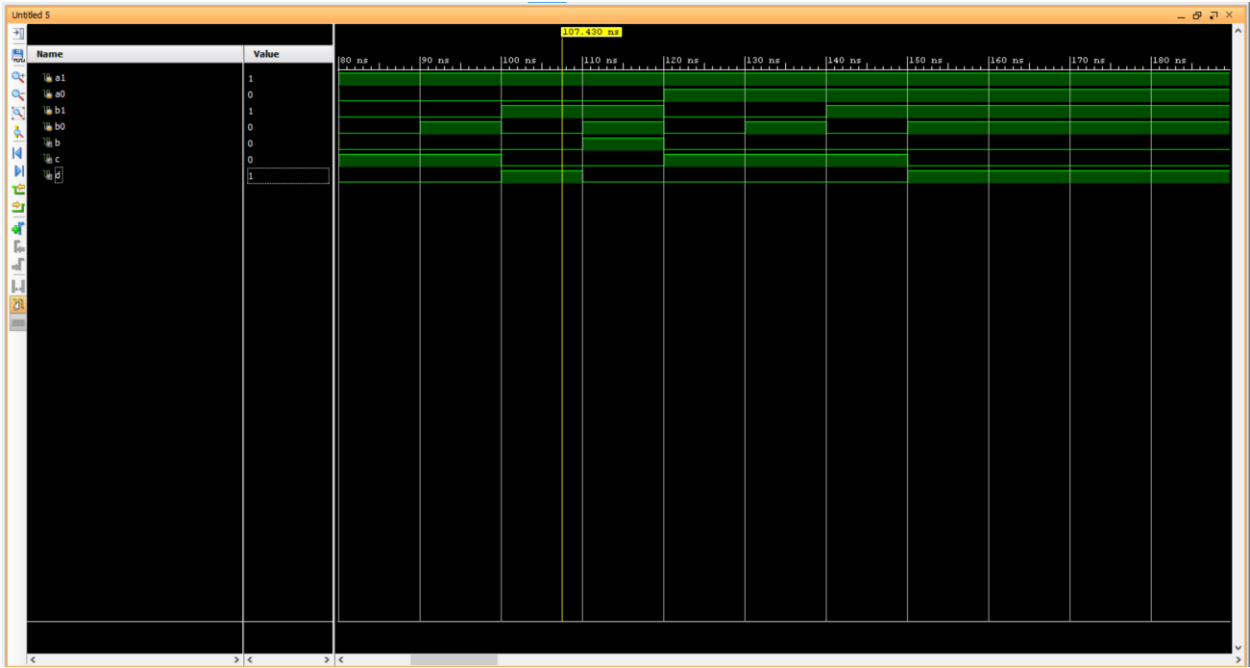 Untitled 5
107.430 ns
Name Value
80 ns 90 ns 100 ns 110 ns 120 ns 130 ns 140 ns 150 ns 160 ns 170 ns 180 ns
a1 1
a0 0
b1 1
b0 0
b 0
c 0
d 1